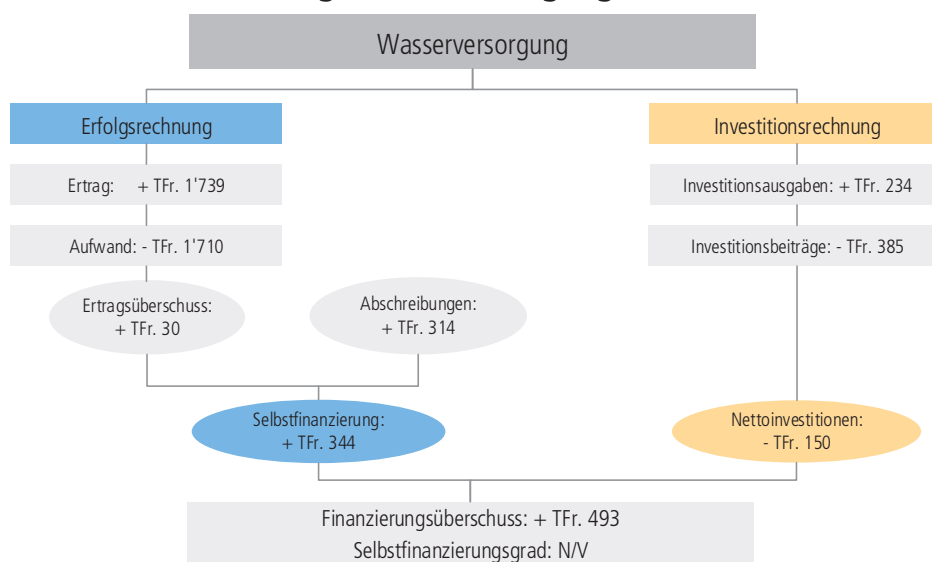 Wasserversorgung
Erfolgsrechnung
Ertrag: + TFr. 1'739
Aufwand: - TFr. 1'710
Ertragsüberschuss:
+ TFr. 30
Abschreibungen:
+ TFr. 314
Selbstfinanzierung:
+ TFr. 344
Investitionsrechnung
Investitionsausgaben: + TFr. 234
Investitionsbeiträge: - TFr. 385
Nettoinvestitionen:
- TFr. 150
Finanzierungsüberschuss: + TFr. 493
Selbstfinanzierungsgrad: N/V